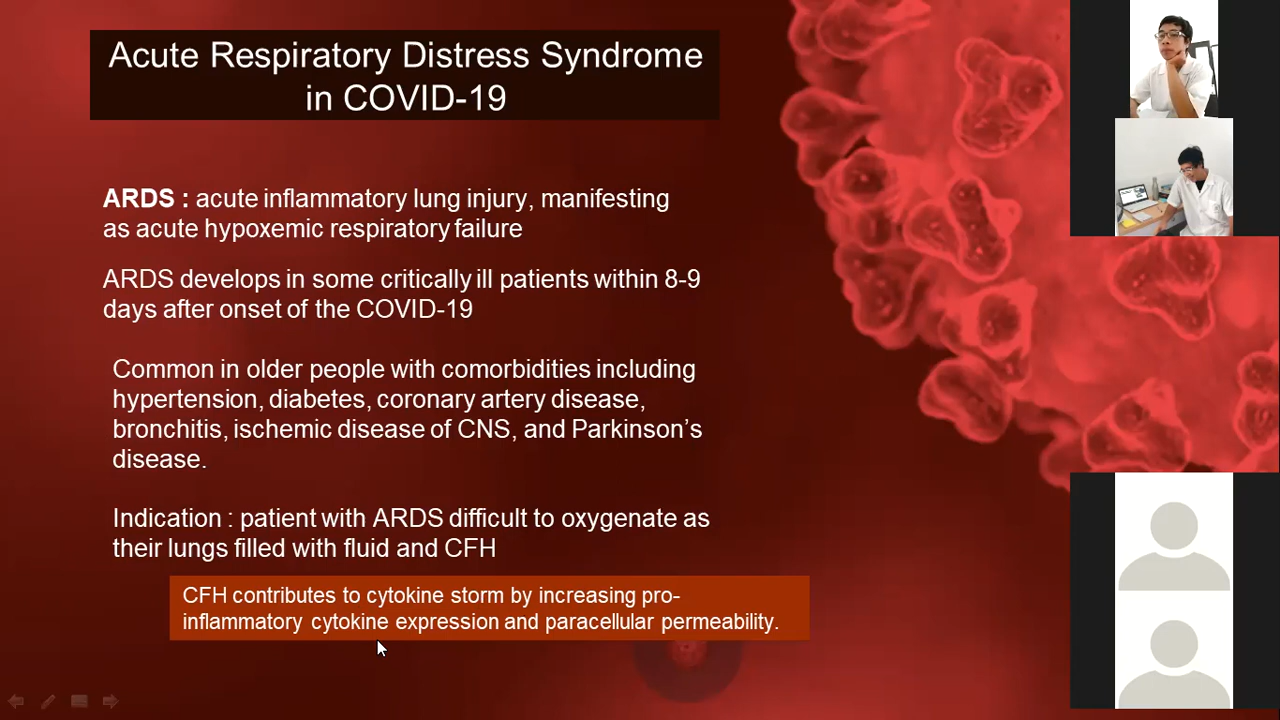 Acute Respiratory Distress Syndrome
in COVID-19
ARDS : acute inflammatory lung injury, manifesting
as acute hypoxemic respiratory failure
ARDS develops in some critically ill patients within 8-9
days after onset of the COVID-19
Common in older people with comorbidities including
hypertension, diabetes, coronary artery disease,
bronchitis, ischemic disease of CNS, and Parkinson’s
disease.
Indication : patient with ARDS difficult to oxygenate as
their lungs filled with fluid and CFH
CFH contributes to cytokine storm by increasing pro-
inflammatory cytokine expression and paracellular permeability.